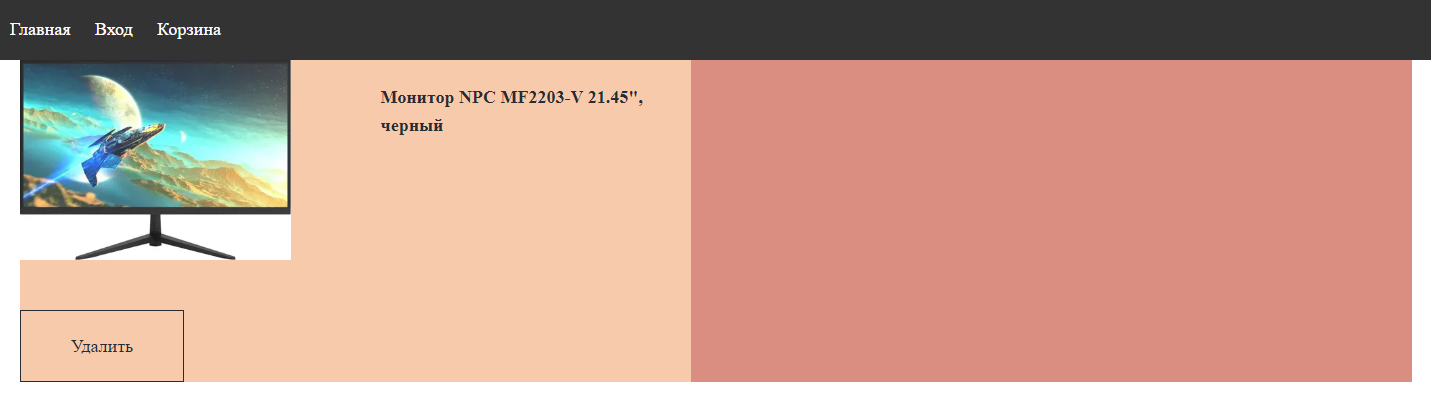 Главная Вход Корзина
Монитор NPC MF2203-V 21.45",
черный
Удалить